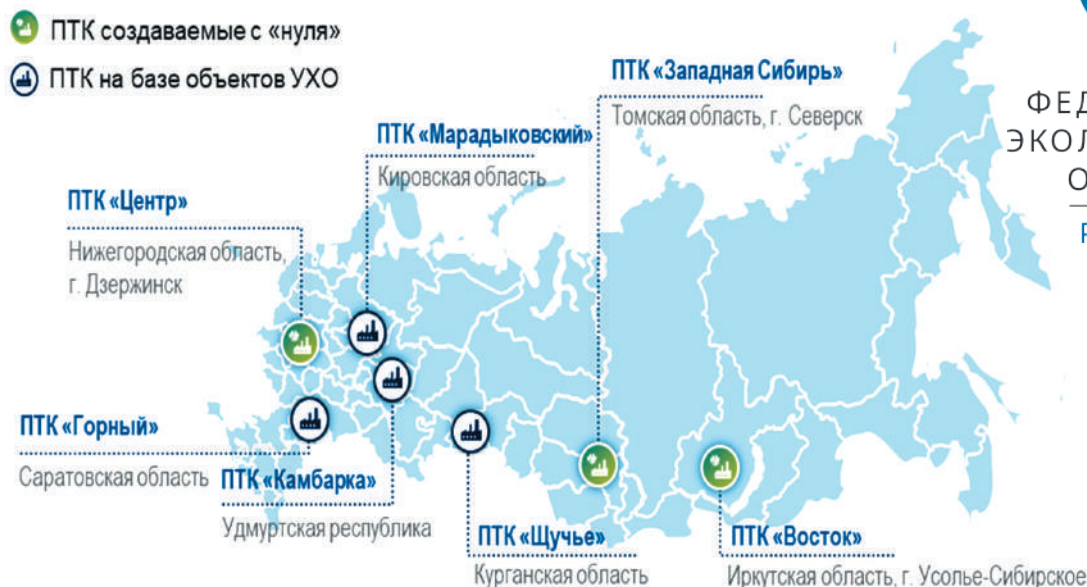 ПТК создаваемые с «нуля»
ПТК на базе объектов УХО
ПТК «Западная Сибирь»
Томская область, г. Северск
ПТК «Марадыковский»
Кировская область
ПТК «Центр»
Нижегородская область,
г. Дзержинск
ПТК «Горный»
Саратовская область
ПТК «Камбарка»
Удмуртская республика
ПТК «Щучье»
Курганская область
ПТК «Восток»
Иркутская область, г. Усолье-Сибирское